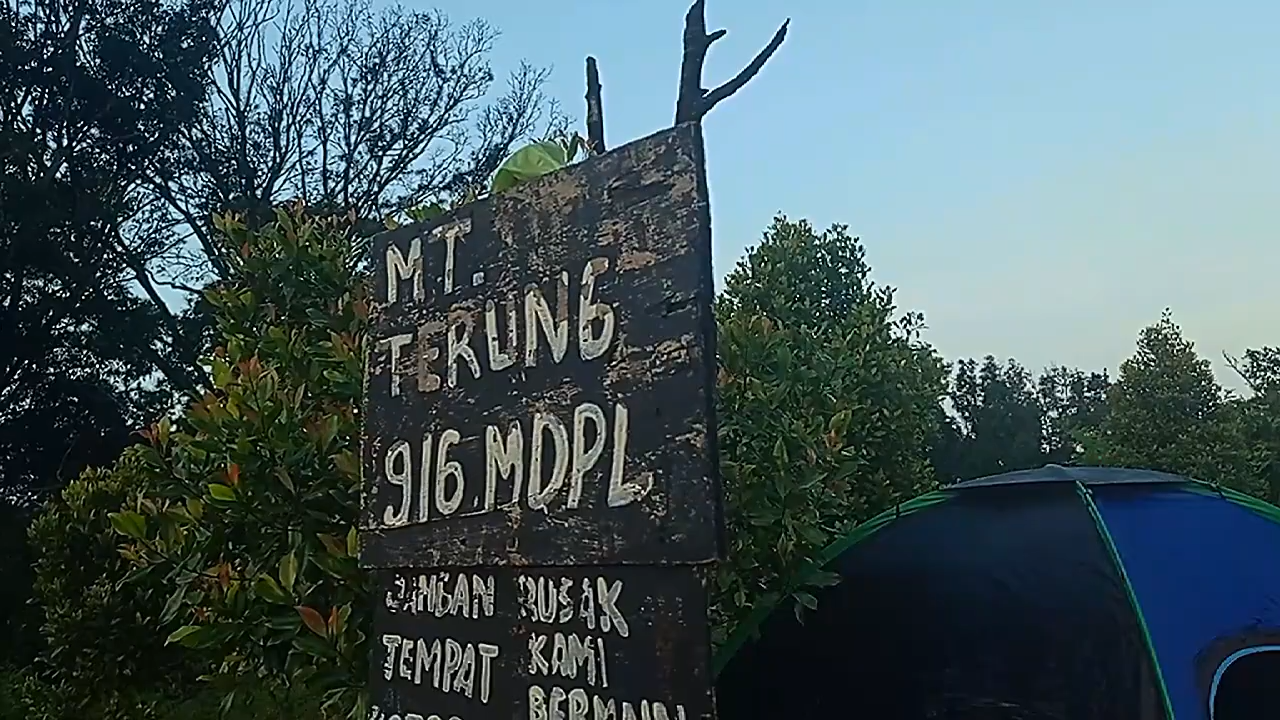 MT.
TERUNG
916 MDPL
JANGAN RUSAK
TEMPAT KAMI
BERMAIN